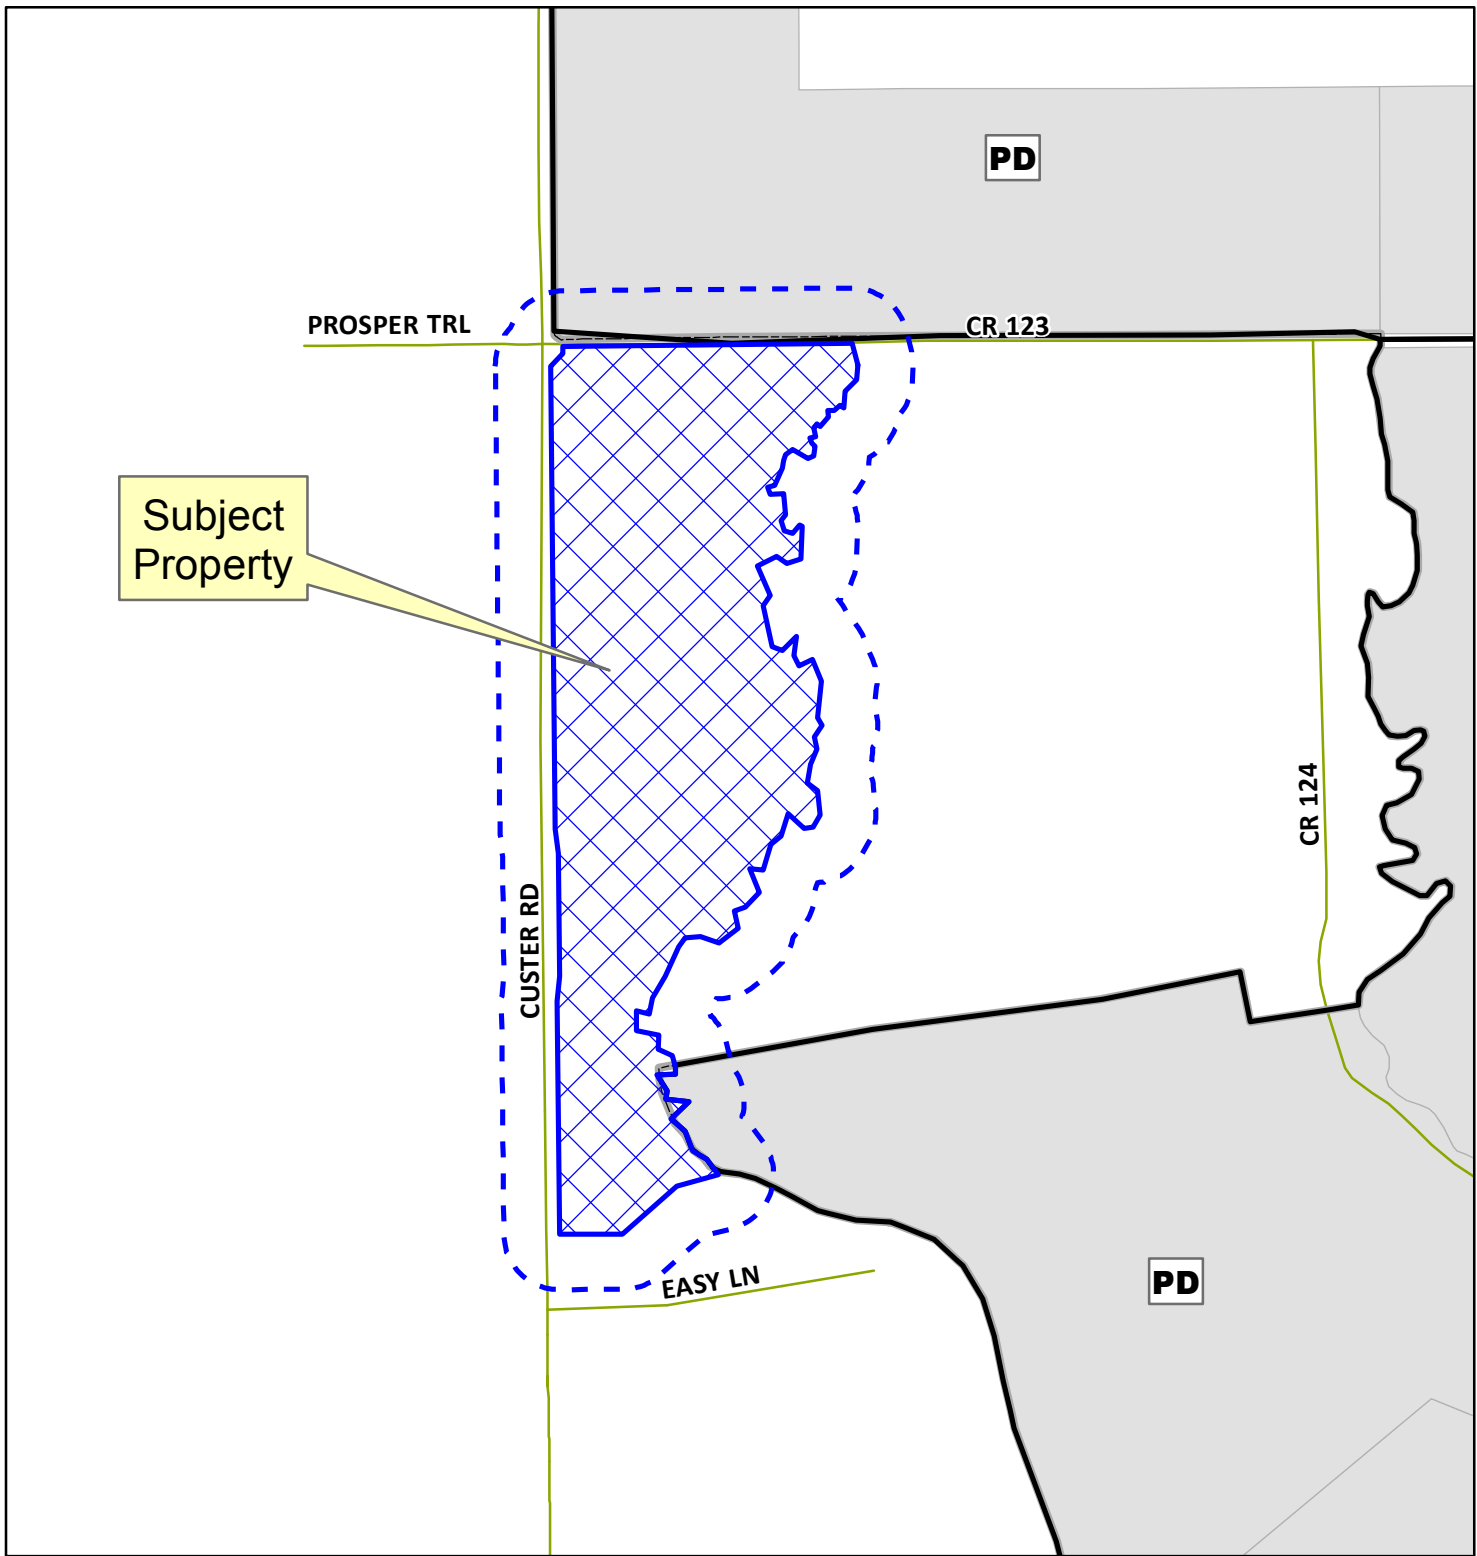 PD
PROSPER TRL
CR 123
Subject
Property
CR 124
CUSTER RD
EASY LN
PD